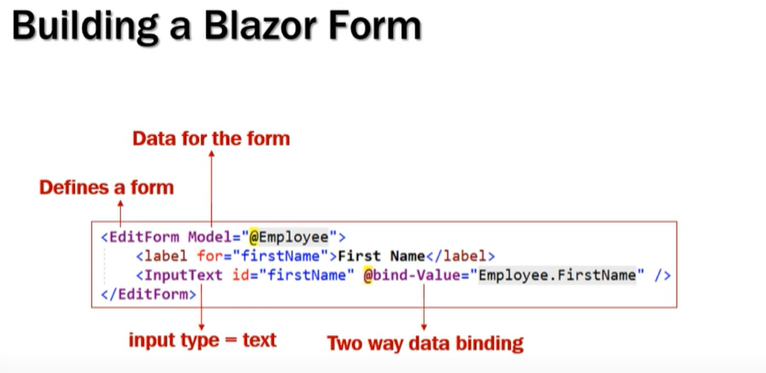 Building a Blazor Form
Data for the form
Defines a form
<EditForm Model="@Employee">
<label for="firstName">First Name</label>
<InputText id="firstName" @bind-Value="Employee.FirstName" />
</EditForm>
input type = text
Two way data binding